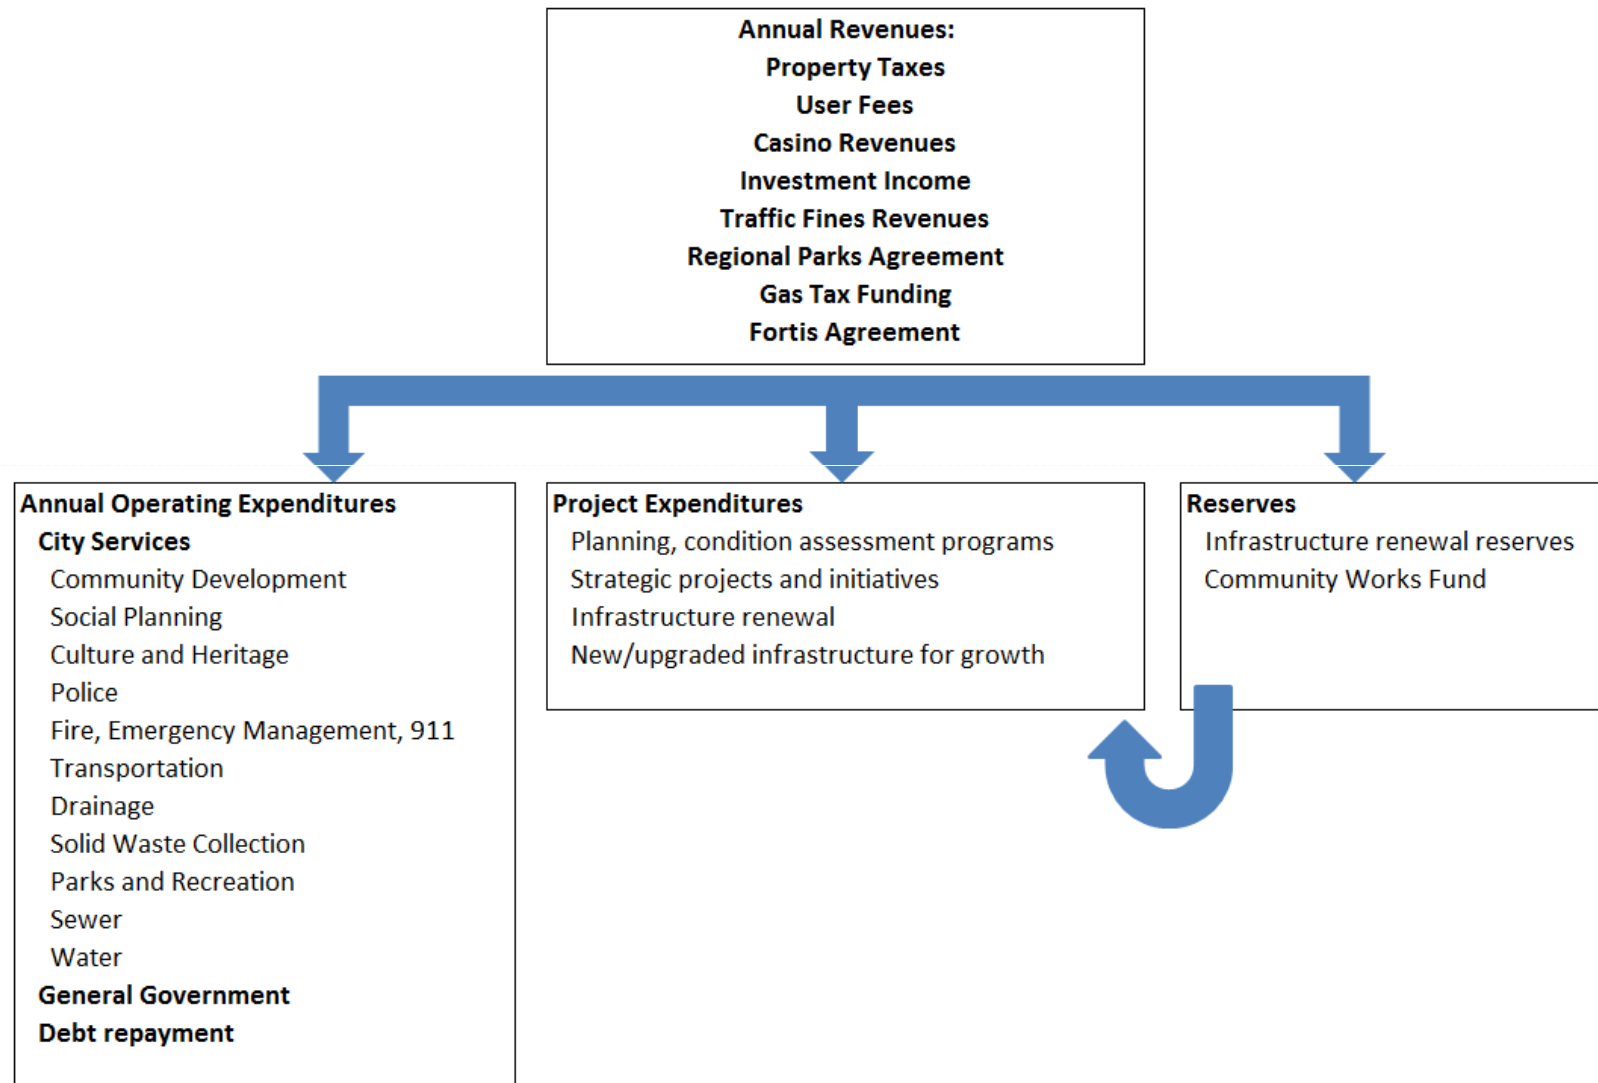 Annual Revenues:
Property Taxes
User Fees
Casino Revenues
Investment Income
Traffic Fines Revenues
Regional Parks Agreement
Gas Tax Funding
Fortis Agreement
Annual Operating Expenditures
City Services
Community Development
Social Planning
Culture and Heritage
Police
Fire, Emergency Management, 911
Transportation
Drainage
Solid Waste Collection
Parks and Recreation
Sewer
Water
General Government
Debt repayment
Project Expenditures
Planning, condition assessment programs
Strategic projects and initiatives
Infrastructure renewal
New/upgraded infrastructure for growth
Reserves
Infrastructure renewal reserves
Community Works Fund